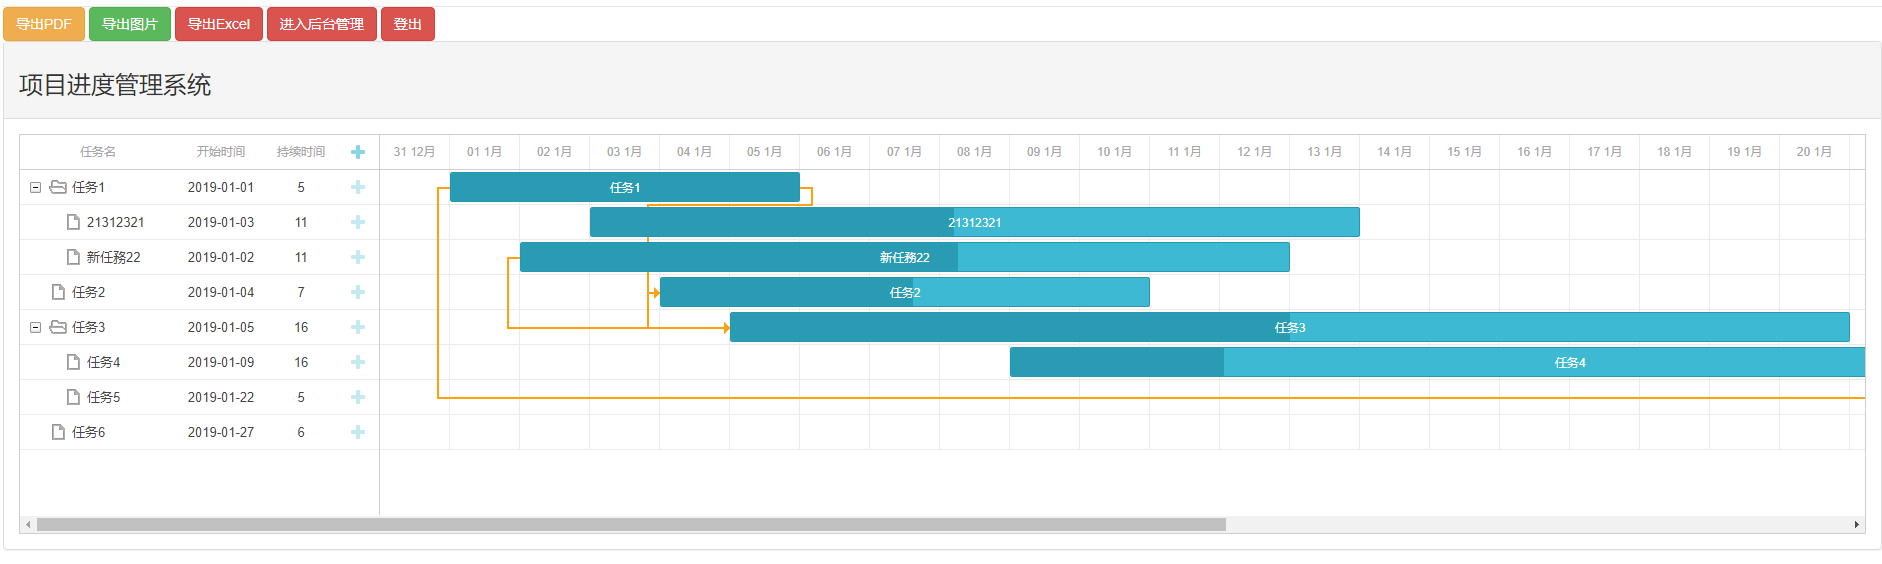 导出PDF 导出图片 导出Excel 进入后台管理 登出
项目进度管理系统
任务名 开始时间 持续时间 31 12月 01 1月 02 1月 03 1月 04 1月 05 1月 06 1月 07 1月 08 1月 09 1月 10 1月 11 1月 12 1月 13 1月 14 1月 15 1月 16 1月 17 1月 18 1月 19 1月 20 1月
任务1 2019-01-01 5 任务1
21312321 2019-01-03 11 21312321
新任務22 2019-01-02 11 新任務22
任务2 2019-01-04 7 任务2
任务3 2019-01-05 16 任务3
任务4 2019-01-09 16 任务4
任务5 2019-01-22 5
任务6 2019-01-27 6